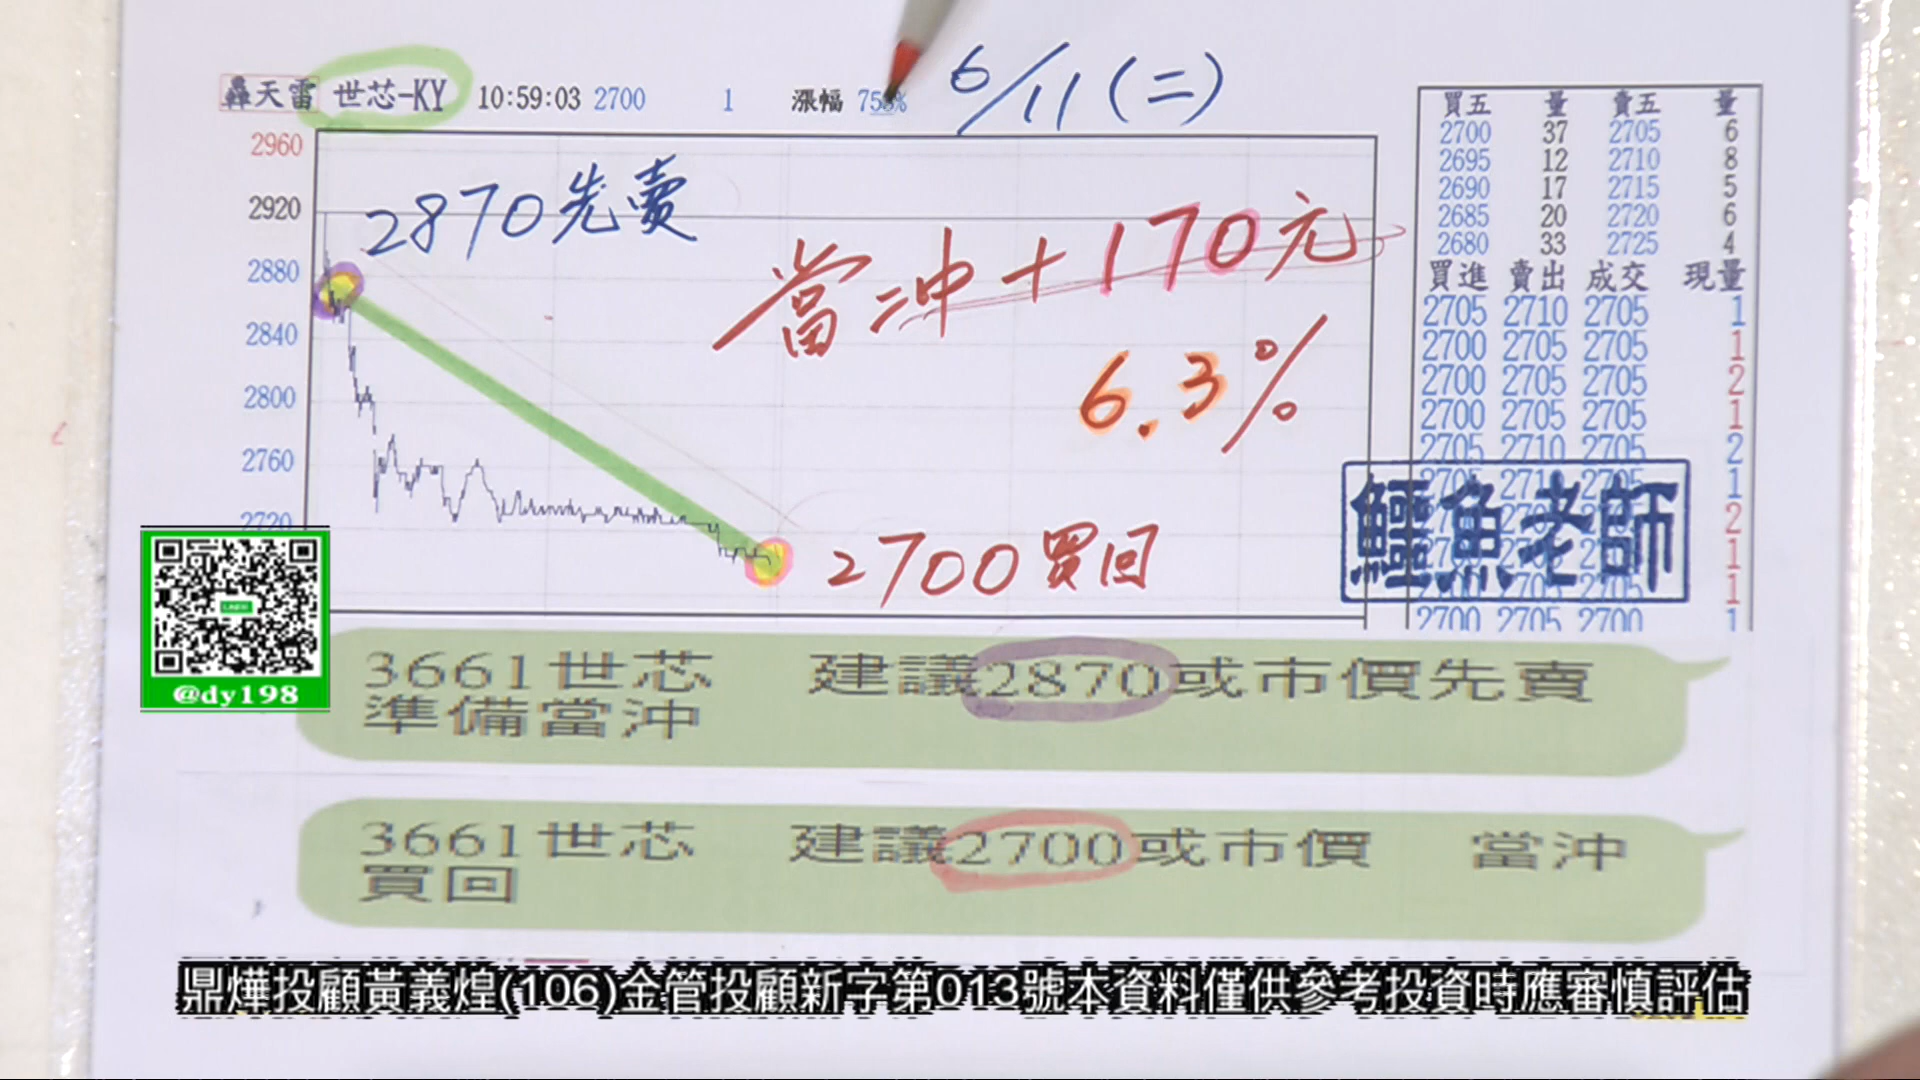 轟天雷 世芯-KY 10:59:03 2700 1 漲幅
6/11(二)
2960
2920
2880
2840
2800
2760
2720
2870先賣
當沖+170元
6.3%
2700買回
買五 量 賣五 量
2700 37 2705 6
2695 12 2710 8
2690 17 2715 5
2685 20 2720 6
2680 33 2725 4
買進 賣出 成交 現量
2705 2710 2705 1
2700 2705 2705 1
2700 2705 2705 2
2700 2705 2705 1
2705 2710 2705 2
2700 2705 2700 1
鱷魚老師
@dy198
3661世芯 建議2870或市價先賣
準備當沖
3661世芯 建議2700或市價 當沖
買回
鼎燁投顧黃義煌(106)金管投顧新字第013號本資料僅供參考投資時應審慎評估